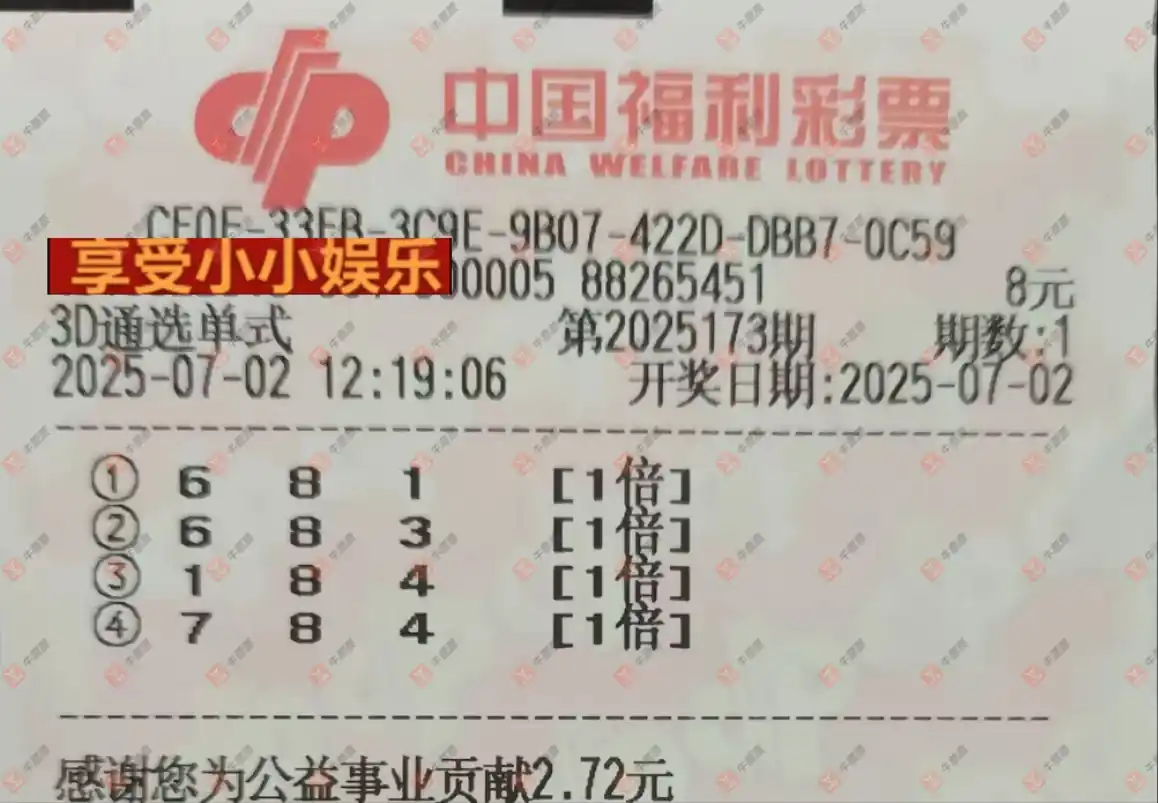 中国福利彩票
CHINA WELFARE LOTTERY
CE0E-33EB-3C9E-9B07-422D-DBB7-0C59
享受小小娱乐
00005 88265451 8元
3D通选单式 第2025173期 期数:1
2025-07-02 12:19:06 开奖日期:2025-07-02
① 6 8 1 [1倍]
② 6 8 3 [1倍]
③ 1 8 4 [1倍]
④ 7 8 4 [1倍]
感谢您为公益事业贡献2.72元